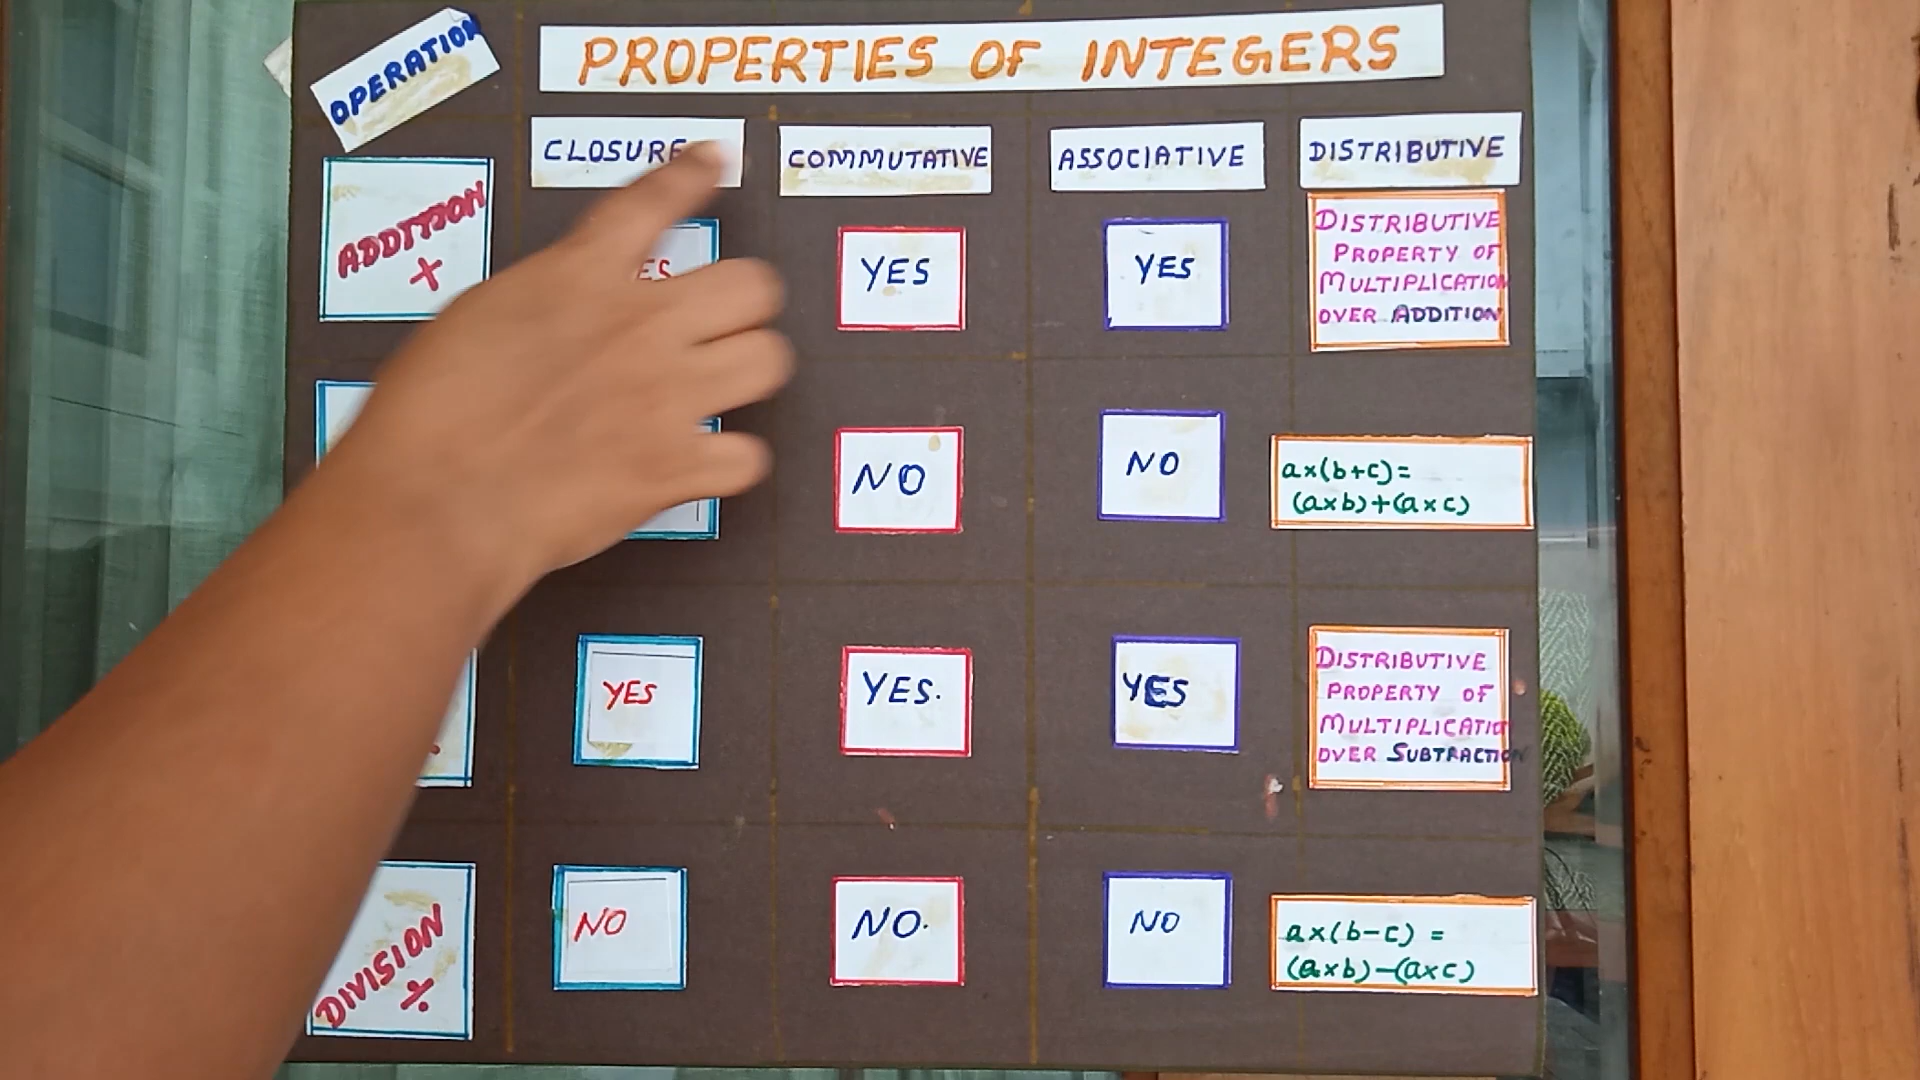 OPERATION
PROPERTIES OF INTEGERS
CLOSURE
COMMUTATIVE
ASSOCIATIVE
DISTRIBUTIVE
ADDITION
+
YES
YES
DISTRIBUTIVE
PROPERTY OF
MULTIPLICATION
OVER ADDITION
NO
NO
a×(b+c)=
(a×b)+(a×c)
YES
YES.
YES
DISTRIBUTIVE
PROPERTY OF
MULTIPLICATIO
OVER SUBTRACTION
DIVISION
÷
NO
NO.
NO
a×(b-c) =
(a×b)-(a×c)